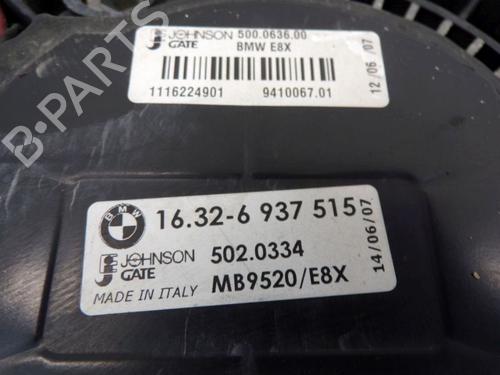 JOHNSON GATE 500.0636.00
BMW E8X
1116224901 9410067.01
12/06/07
BMW 16.32-6 937 515
JOHNSON GATE 502.0334
MADE IN ITALY MB9520/E8X
14/06/07
B-PARTS